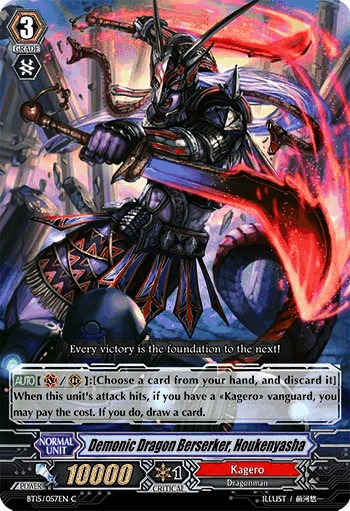 3
GRADE
Every victory is the foundation to the next!
AUTO [ / ]:[Choose a card from your hand, and discard it]
When this unit's attack hits, if you have a «Kagero» vanguard, you
may pay the cost. If you do, draw a card.
NORMAL UNIT
Demonic Dragon Berserker, Houkenyasha
10000
1
Kagero
Dragonman
POWER
CRITICAL
BT15/057EN C
ILLUST / 前河悠一